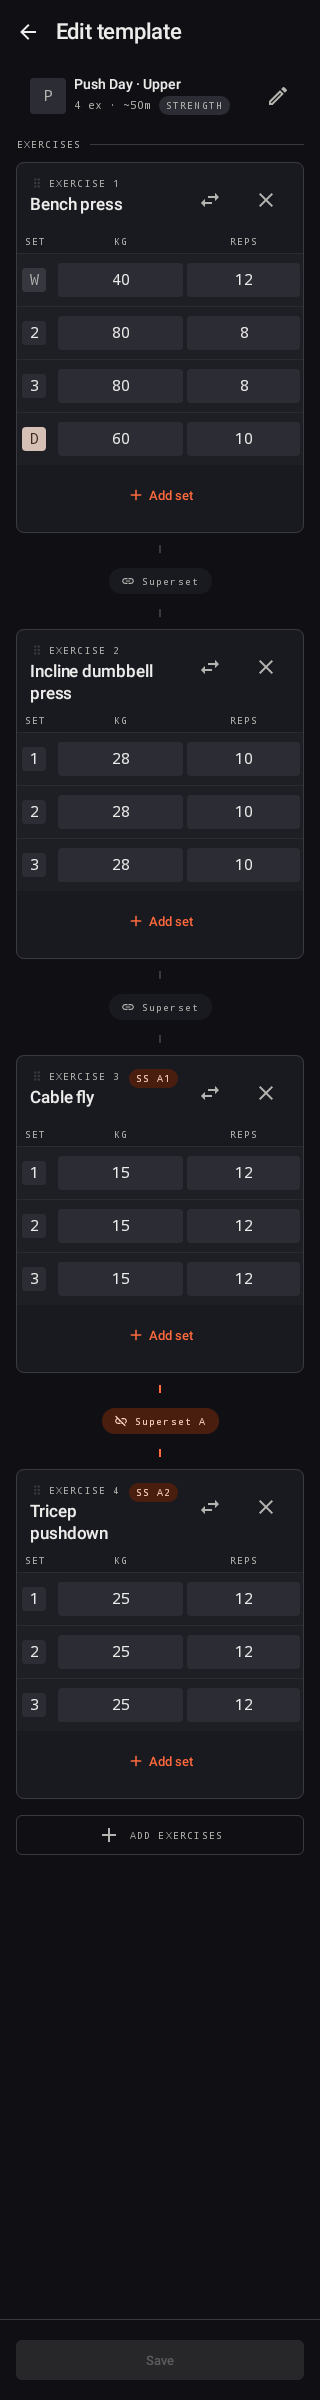 Edit template
P
Push Day · Upper
4 ex · ~50m STRENGTH
EXERCISES
EXERCISE 1
Bench press
SET KG REPS
W 40 12
2 80 8
3 80 8
D 60 10
+ Add set
Superset
EXERCISE 2
Incline dumbbell
press
SET KG REPS
1 28 10
2 28 10
3 28 10
+ Add set
Superset
EXERCISE 3 SS A1
Cable fly
SET KG REPS
1 15 12
2 15 12
3 15 12
+ Add set
Superset A
EXERCISE 4 SS A2
Tricep
pushdown
SET KG REPS
1 25 12
2 25 12
3 25 12
+ Add set
+ ADD EXERCISES
Save